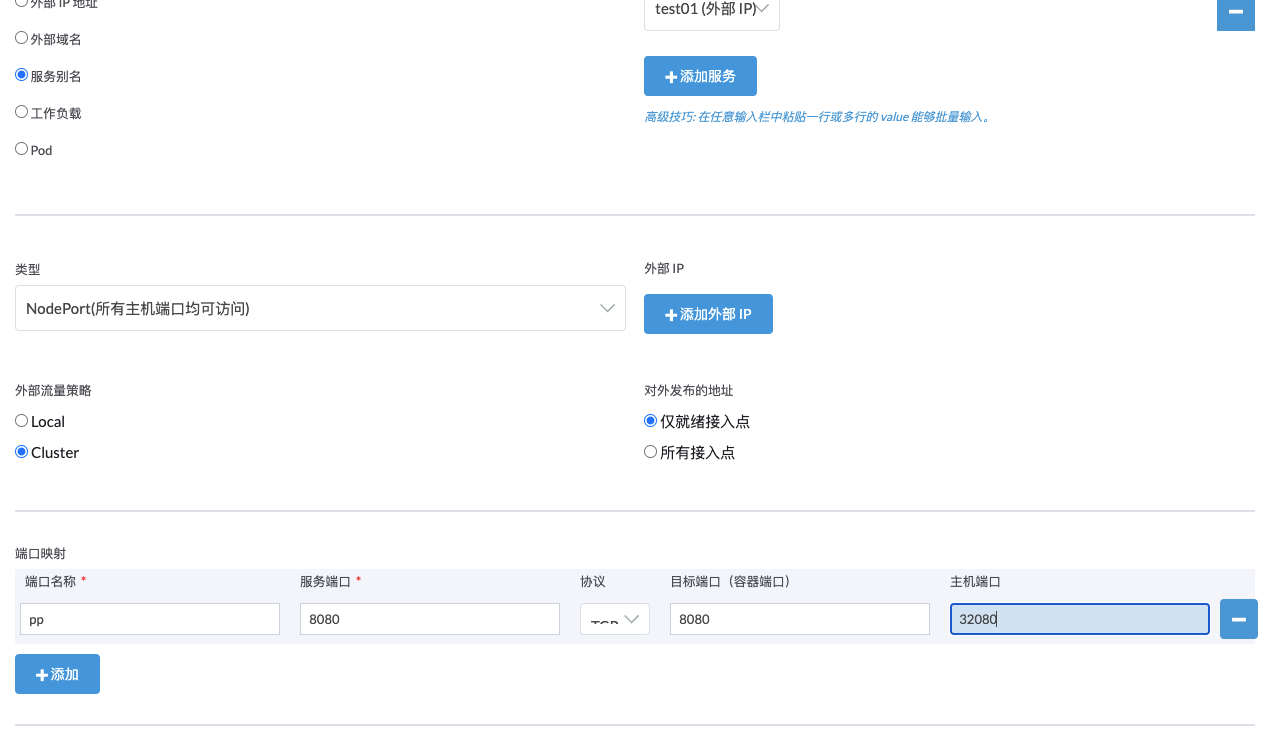 外部 IP 地址
外部域名
服务别名
工作负载
Pod
test01 (外部 IP)
添加服务
高级技巧: 在任意输入栏中粘贴一行或多行的 value 能够批量输入。
类型
NodePort(所有主机端口均可访问)
外部 IP
添加外部 IP
外部流量策略
Local
Cluster
对外发布的地址
仅就绪接入点
所有接入点
端口映射
端口名称 * 服务端口 * 协议 目标端口（容器端口） 主机端口
pp 8080 TCP 8080 32080
添加